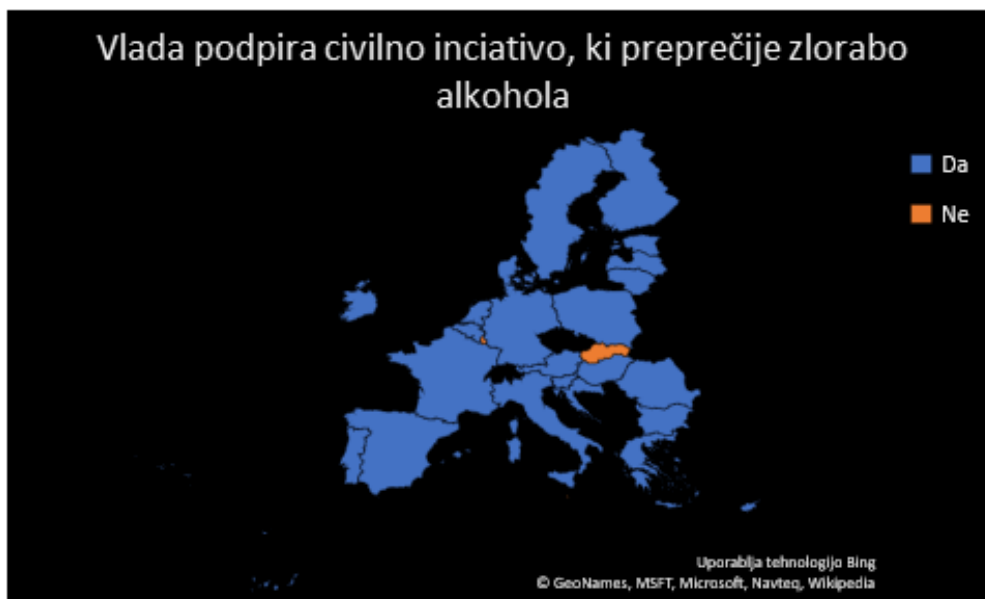 Vlada podpira civilno inciativo, ki preprečije zlorabo
alkohola
Da
Ne
Uporablja tehnologijo Bing
© GeoNames, MSFT, Microsoft, Navteq, Wikipedia